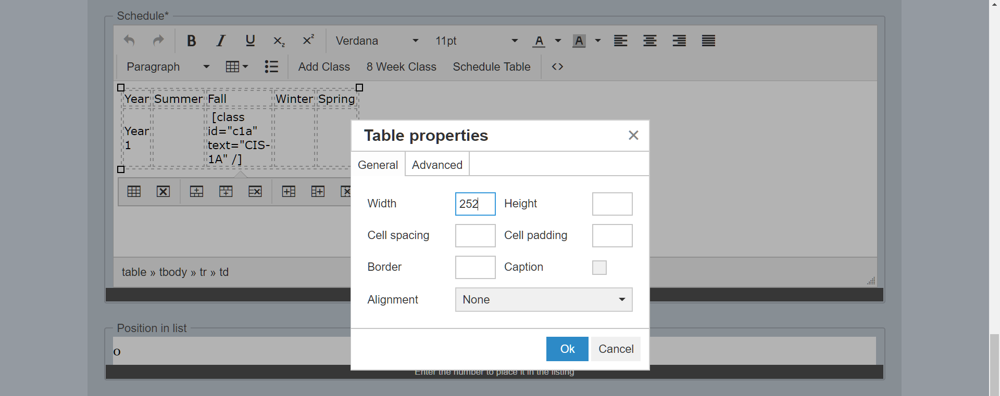 Schedule*
B I U X₂ X² Verdana 11pt A A
Paragraph Add Class 8 Week Class Schedule Table <>
Year Summer Fall Winter Spring
Year 1
[class
id="c1a"
text="CIS-
1A" /]
table » tbody » tr » td
Table properties ×
General Advanced
Width 252 Height
Cell spacing Cell padding
Border Caption
Alignment None
Ok Cancel
Position in list
0
Enter the number to place it in the listing